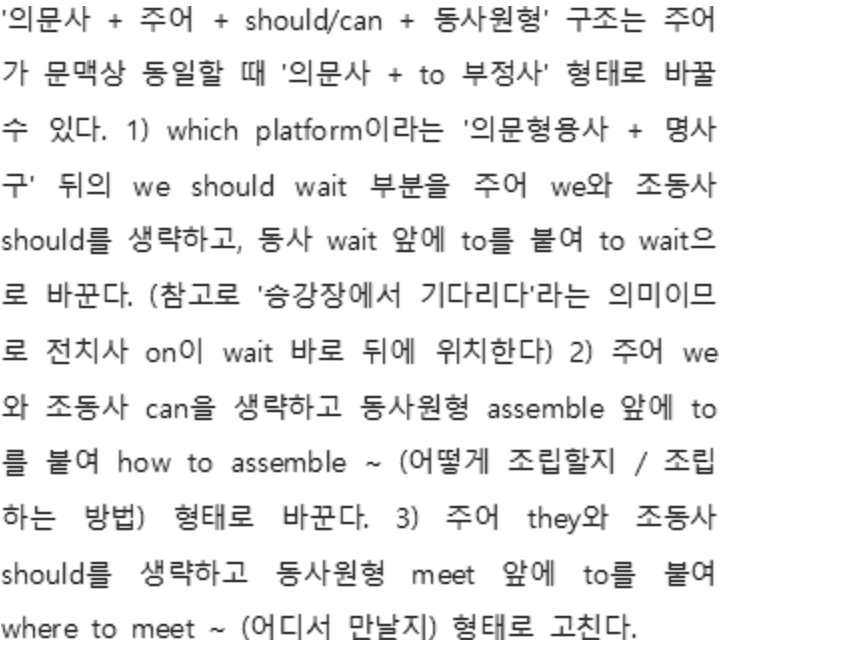 '의문사 + 주어 + should/can + 동사원형' 구조는 주어
가 문맥상 동일할 때 '의문사 + to 부정사' 형태로 바꿀
수 있다. 1) which platform이라는 '의문형용사 + 명사
구' 뒤의 we should wait 부분을 주어 we와 조동사
should를 생략하고, 동사 wait 앞에 to를 붙여 to wait으
로 바꾼다. (참고로 '승강장에서 기다리다'라는 의미이므
로 전치사 on이 wait 바로 뒤에 위치한다) 2) 주어 we
와 조동사 can을 생략하고 동사원형 assemble 앞에 to
를 붙여 how to assemble ~ (어떻게 조립할지 / 조립
하는 방법) 형태로 바꾼다. 3) 주어 they와 조동사
should를 생략하고 동사원형 meet 앞에 to를 붙여
where to meet ~ (어디서 만날지) 형태로 고친다.